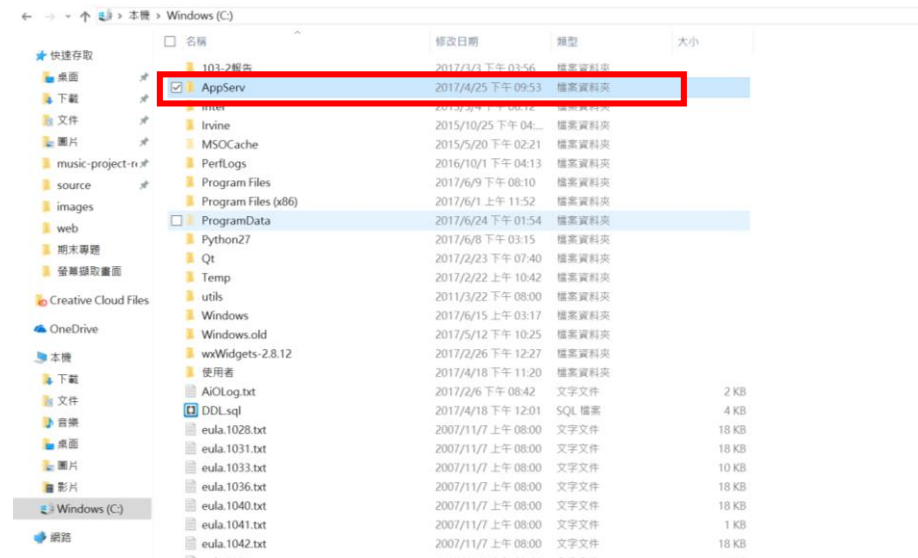 本機 > Windows (C:)
名稱 修改日期 類型 大小
快速存取
桌面
下載
文件
圖片
music-project-re
source
images
web
期末專題
螢幕擷取畫面
Creative Cloud Files
OneDrive
本機
下載
文件
音樂
桌面
圖片
影片
Windows (C:)
網路
103-2報告 2017/3/3 下午 03:56 檔案資料夾
AppServ 2017/4/25 下午 09:53 檔案資料夾
Intel 檔案資料夾
Irvine 2015/10/25 下午 04:... 檔案資料夾
MSOCache 2015/5/20 下午 02:21 檔案資料夾
PerfLogs 2016/10/1 下午 04:13 檔案資料夾
Program Files 2017/6/9 下午 08:10 檔案資料夾
Program Files (x86) 2017/6/1 上午 11:52 檔案資料夾
ProgramData 2017/6/24 下午 01:54 檔案資料夾
Python27 2017/6/8 下午 03:15 檔案資料夾
Qt 2017/2/23 下午 07:40 檔案資料夾
Temp 2017/2/22 上午 10:42 檔案資料夾
utils 2011/3/22 下午 08:00 檔案資料夾
Windows 2017/6/15 上午 03:17 檔案資料夾
Windows.old 2017/5/12 下午 10:25 檔案資料夾
wxWidgets-2.8.12 2017/2/26 下午 12:27 檔案資料夾
使用者 2017/4/18 下午 11:20 檔案資料夾
AiOLog.txt 2017/2/6 下午 08:42 文字文件 2 KB
DDL.sql 2017/4/18 下午 12:01 SQL 檔案 4 KB
eula.1028.txt 2007/11/7 上午 08:00 文字文件 18 KB
eula.1031.txt 2007/11/7 上午 08:00 文字文件 18 KB
eula.1033.txt 2007/11/7 上午 08:00 文字文件 10 KB
eula.1036.txt 2007/11/7 上午 08:00 文字文件 18 KB
eula.1040.txt 2007/11/7 上午 08:00 文字文件 18 KB
eula.1041.txt 2007/11/7 上午 08:00 文字文件 1 KB
eula.1042.txt 2007/11/7 上午 08:00 文字文件 18 KB